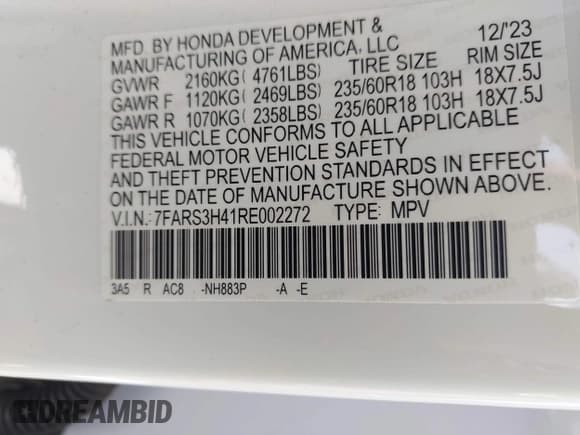 MFD. BY HONDA DEVELOPMENT & 12/'23
MANUFACTURING OF AMERICA, LLC
GVWR 2160KG( 4761LBS) TIRE SIZE RIM SIZE
GAWR F 1120KG( 2469LBS) 235/60R18 103H 18X7.5J
GAWR R 1070KG( 2358LBS) 235/60R18 103H 18X7.5J
THIS VEHICLE CONFORMS TO ALL APPLICABLE
FEDERAL MOTOR VEHICLE SAFETY
AND THEFT PREVENTION STANDARDS IN EFFECT
ON THE DATE OF MANUFACTURE SHOWN ABOVE.
V.I.N.: 7FARS3H41RE002272 TYPE: MPV
3A5 R AC8 -NH883P -A -E
DREAMBID